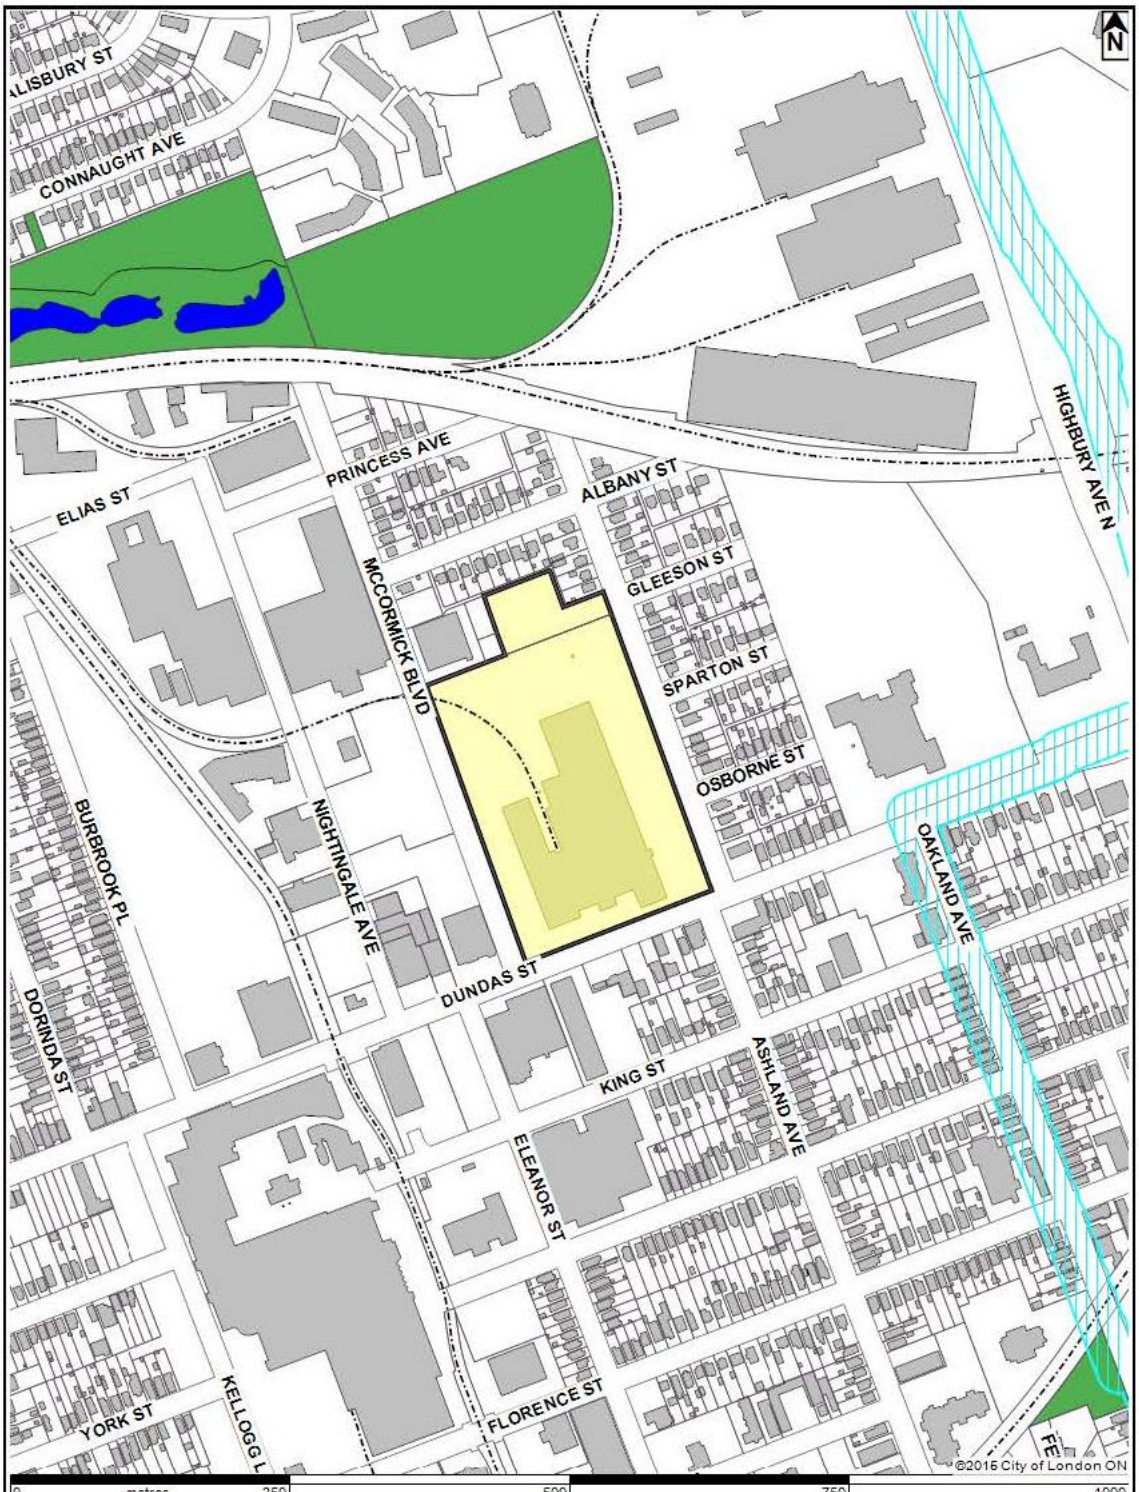 N
ALISBURY ST
CONNAUGHT AVE
HIGHBURY AVE N
PRINCESS AVE
ALBANY ST
ELIAS ST
GLEESON ST
MCCORMICK BLVD
SPARTON ST
OSBORNE ST
BURBROOK PL
NIGHTINGALE AVE
OAKLAND AVE
DUNDAS ST
DORINDA ST
KING ST
ASHLAND AVE
ELEANOR ST
KELLOGG L
FLORENCE ST
YORK ST
FE
©2016 City of London ON
0 metres 250 500 750 1000